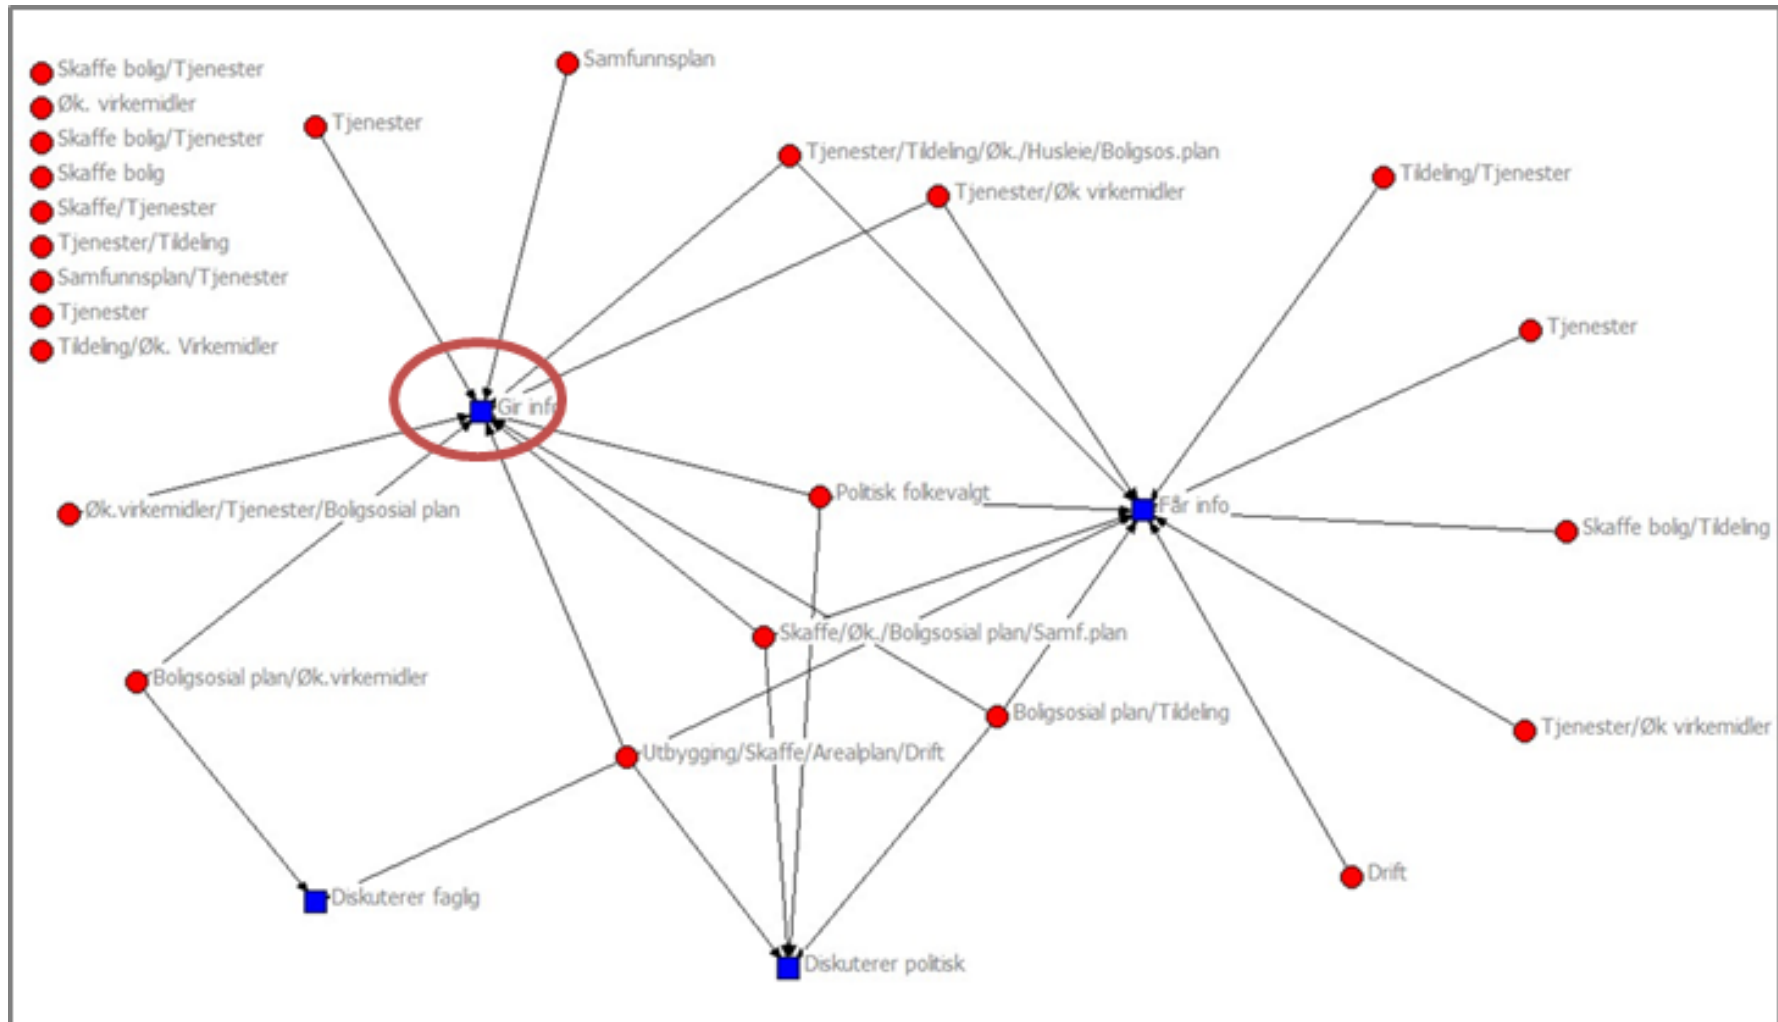 Skaffe bolig/Tjenester
Øk. virkemidler
Skaffe bolig/Tjenester
Skaffe bolig
Skaffe/Tjenester
Tjenester/Tildeling
Samfunnsplan/Tjenester
Tjenester
Tildeling/Øk. Virkemidler
Samfunnsplan
Tjenester
Tjenester/Tildeling/Øk./Husleie/Boligsos.plan
Tildeling/Tjenester
Tjenester/Øk virkemidler
Tjenester
Gir info
Politisk folkevalgt
Får info
Øk.virkemidler/Tjenester/Boligsosial plan
Skaffe bolig/Tildeling
Skaffe/Øk./Boligsosial plan/Samf.plan
Boligsosial plan/Øk.virkemidler
Boligsosial plan/Tildeling
Tjenester/Øk virkemidler
Utbygging/Skaffe/Arealplan/Drift
Drift
Diskuterer faglig
Diskuterer politisk